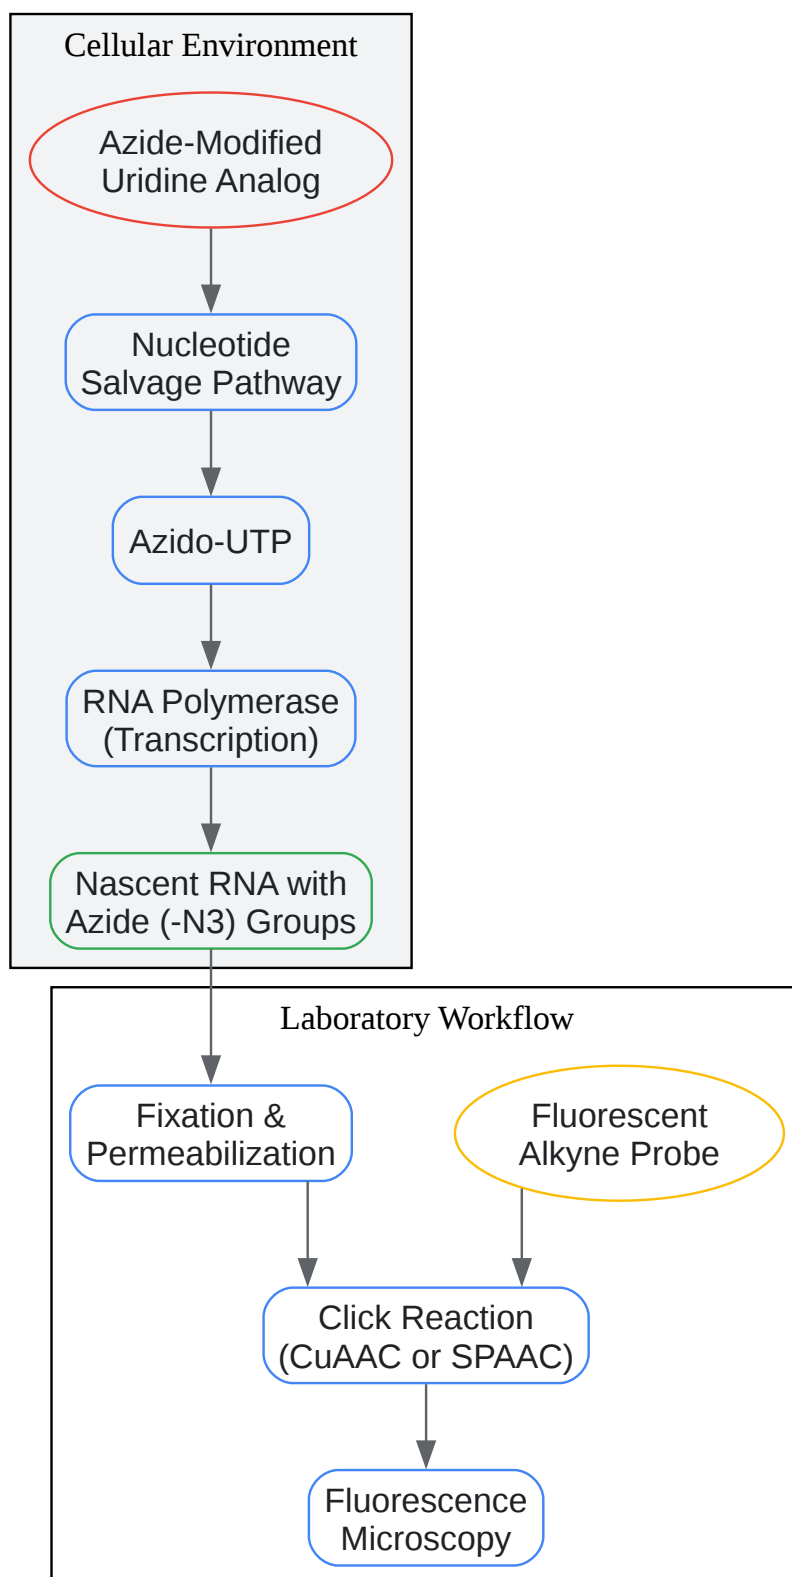 Cellular Environment
Azide-Modified
Uridine Analog
Nucleotide
Salvage Pathway
Azido-UTP
RNA Polymerase
(Transcription)
Nascent RNA with
Azide (-N3) Groups
Laboratory Workflow
Fixation &
Permeabilization
Fluorescent
Alkyne Probe
Click Reaction
(CuAAC or SPAAC)
Fluorescence
Microscopy